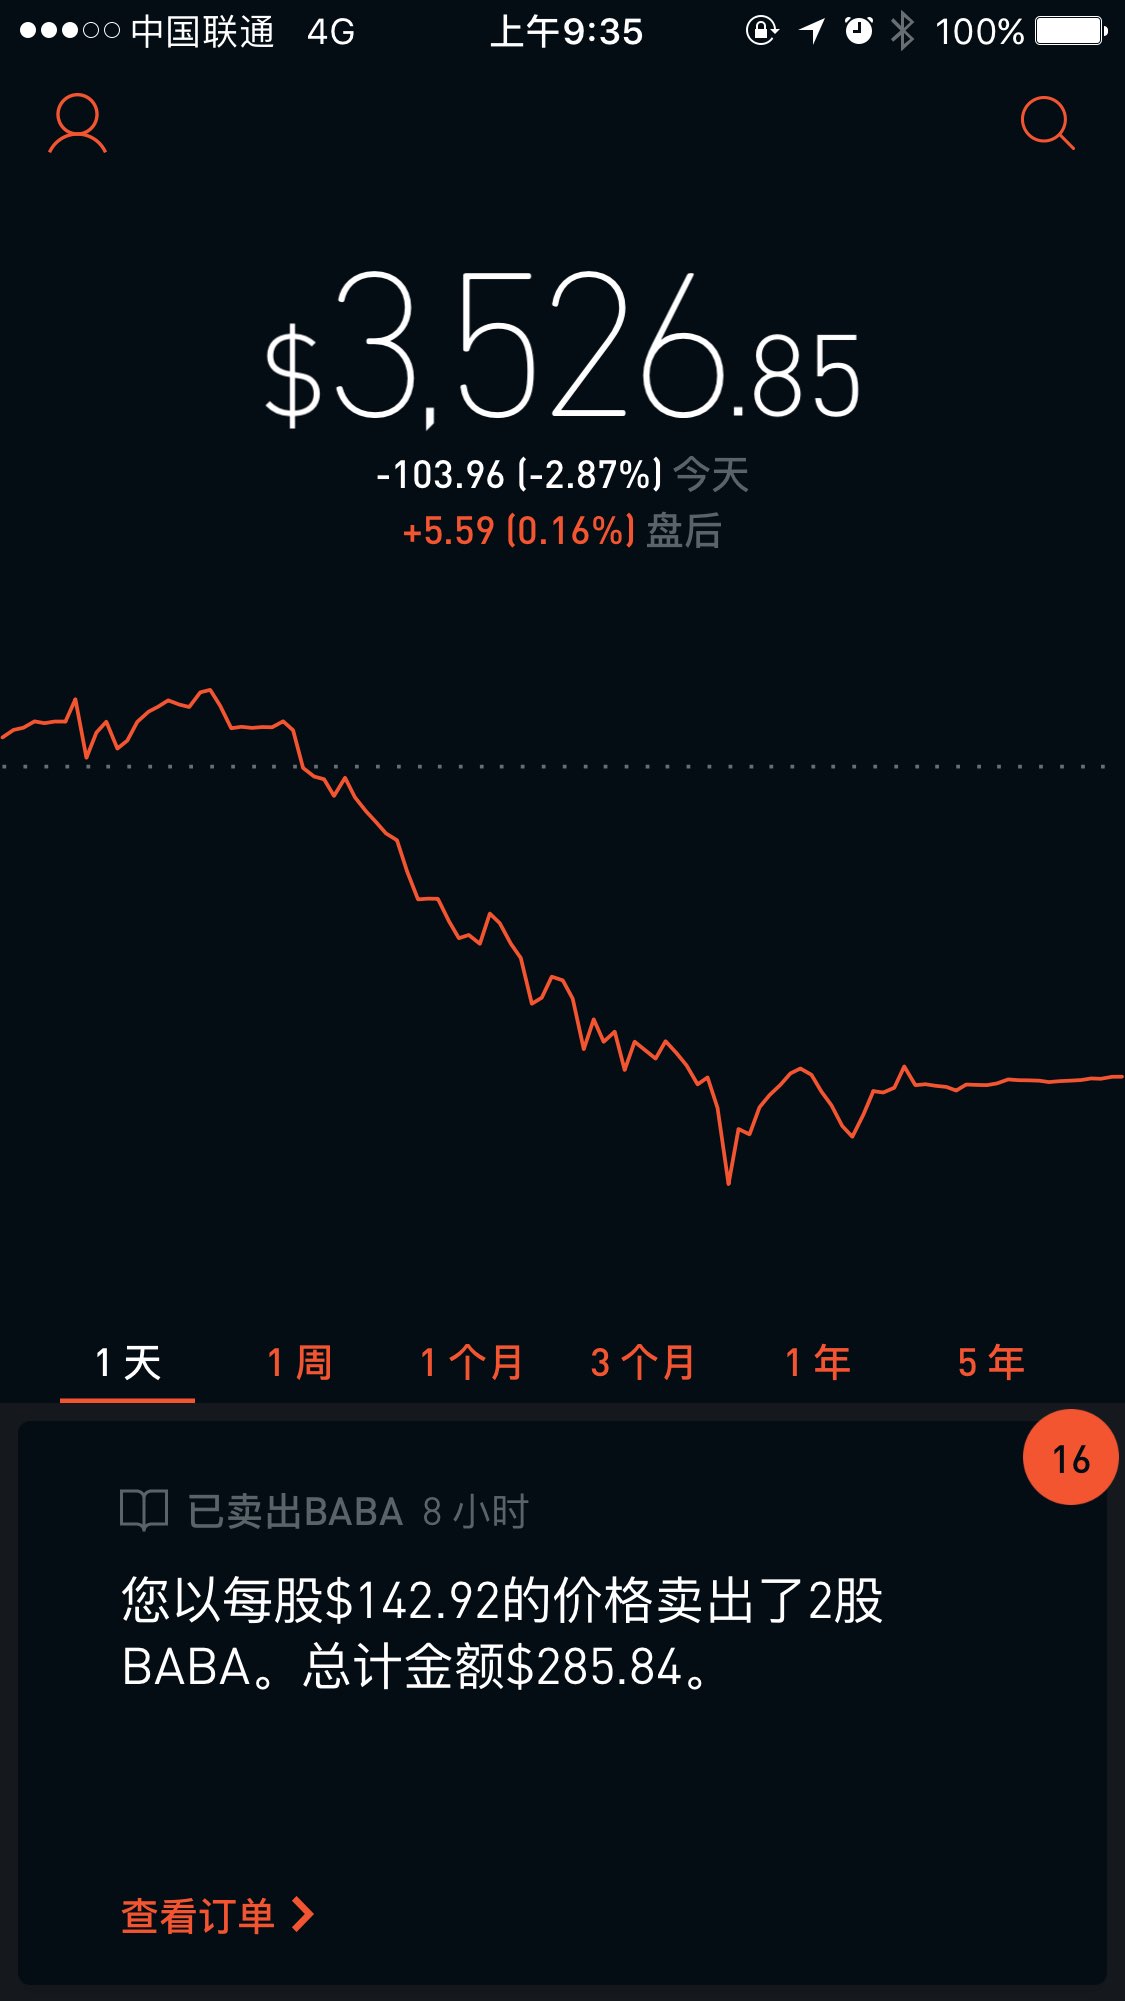 中国联通 4G 上午9:35 100%
$3,526.85
-103.96 (-2.87%) 今天
+5.59 (0.16%) 盘后
1 天 1 周 1 个月 3 个月 1 年 5 年
16
已卖出BABA 8 小时
您以每股$142.92的价格卖出了2股
BABA。总计金额$285.84。
查看订单